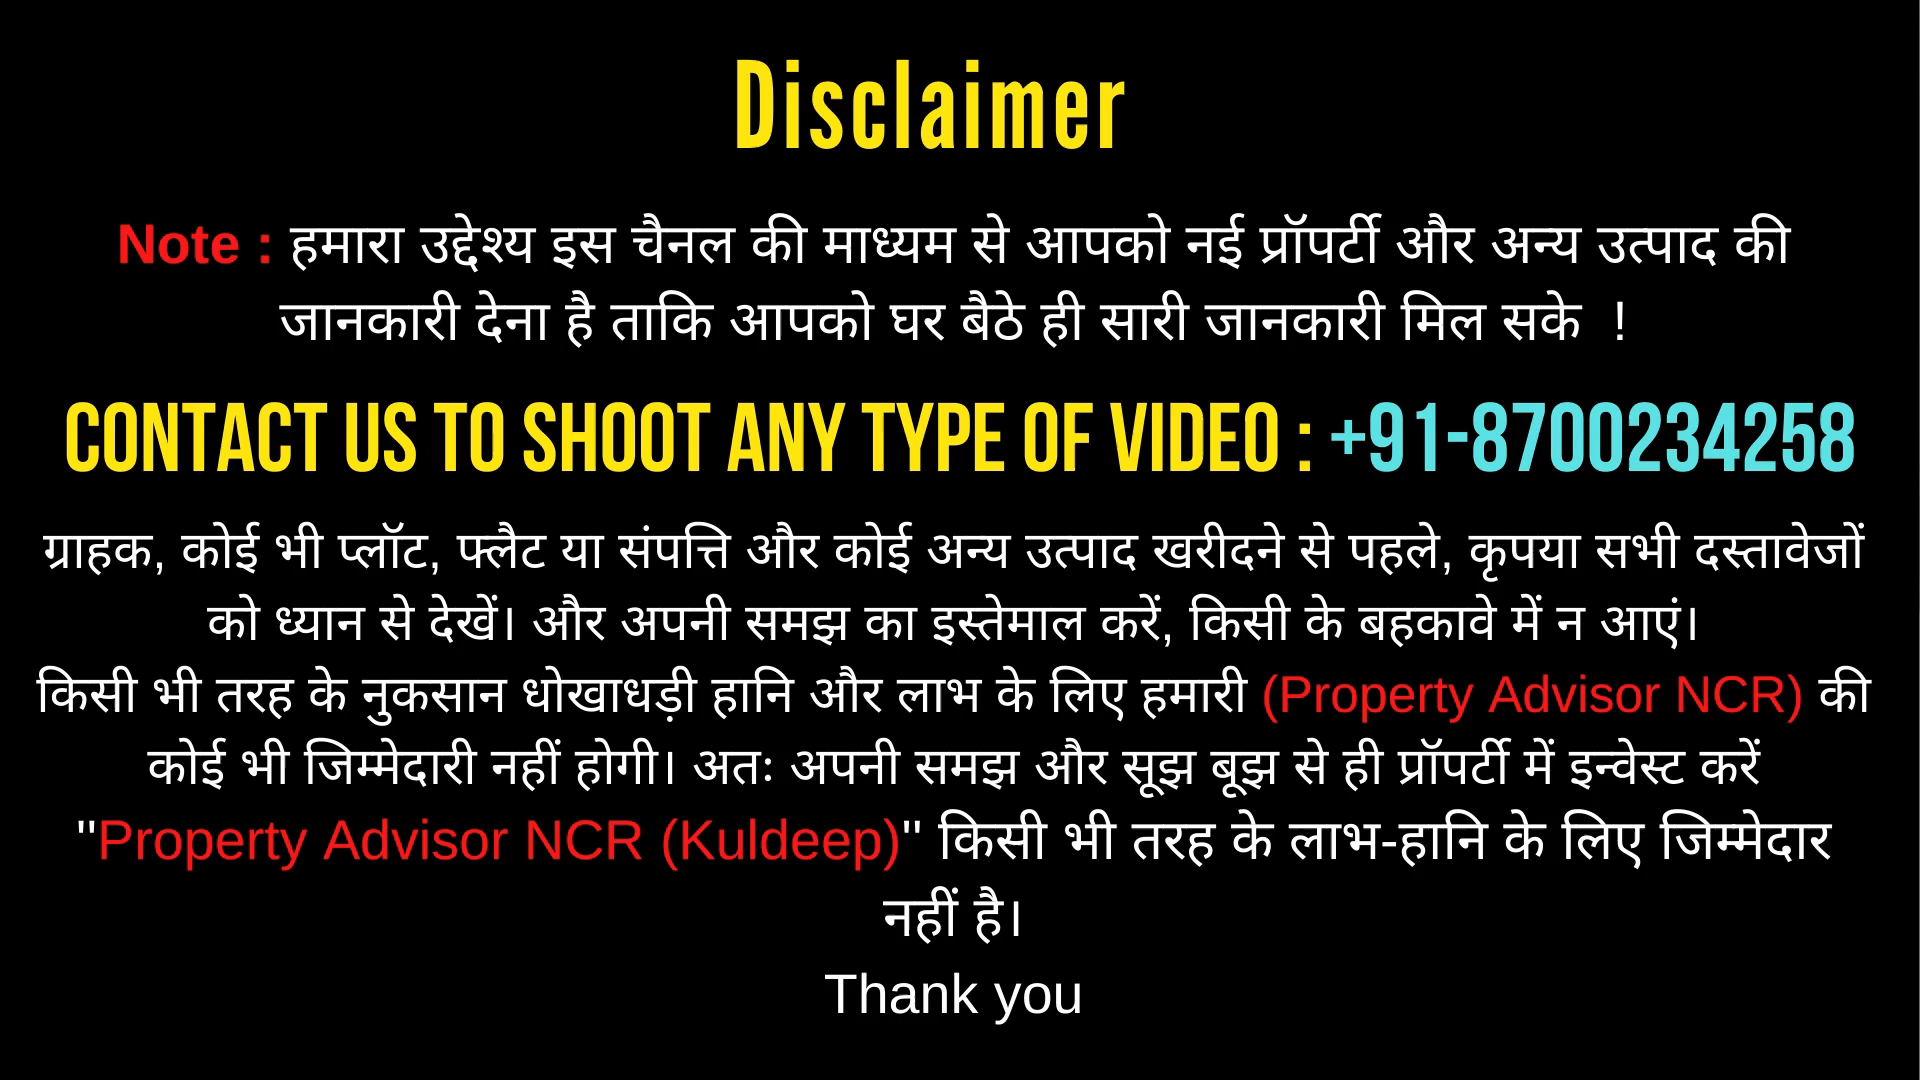 Disclaimer
Note : हमारा उद्देश्य इस चैनल की माध्यम से आपको नई प्रॉपर्टी और अन्य उत्पाद की
जानकारी देना है ताकि आपको घर बैठे ही सारी जानकारी मिल सके !
CONTACT US TO SHOOT ANY TYPE OF VIDEO : +91-8700234258
ग्राहक, कोई भी प्लॉट, फ्लैट या संपत्ति और कोई अन्य उत्पाद खरीदने से पहले, कृपया सभी दस्तावेजों
को ध्यान से देखें। और अपनी समझ का इस्तेमाल करें, किसी के बहकावे में न आएं।
किसी भी तरह के नुकसान धोखाधड़ी हानि और लाभ के लिए हमारी (Property Advisor NCR) की
कोई भी जिम्मेदारी नहीं होगी। अतः अपनी समझ और सूझ बूझ से ही प्रॉपर्टी में इन्वेस्ट करें
"Property Advisor NCR (Kuldeep)" किसी भी तरह के लाभ-हानि के लिए जिम्मेदार
नहीं है।
Thank you